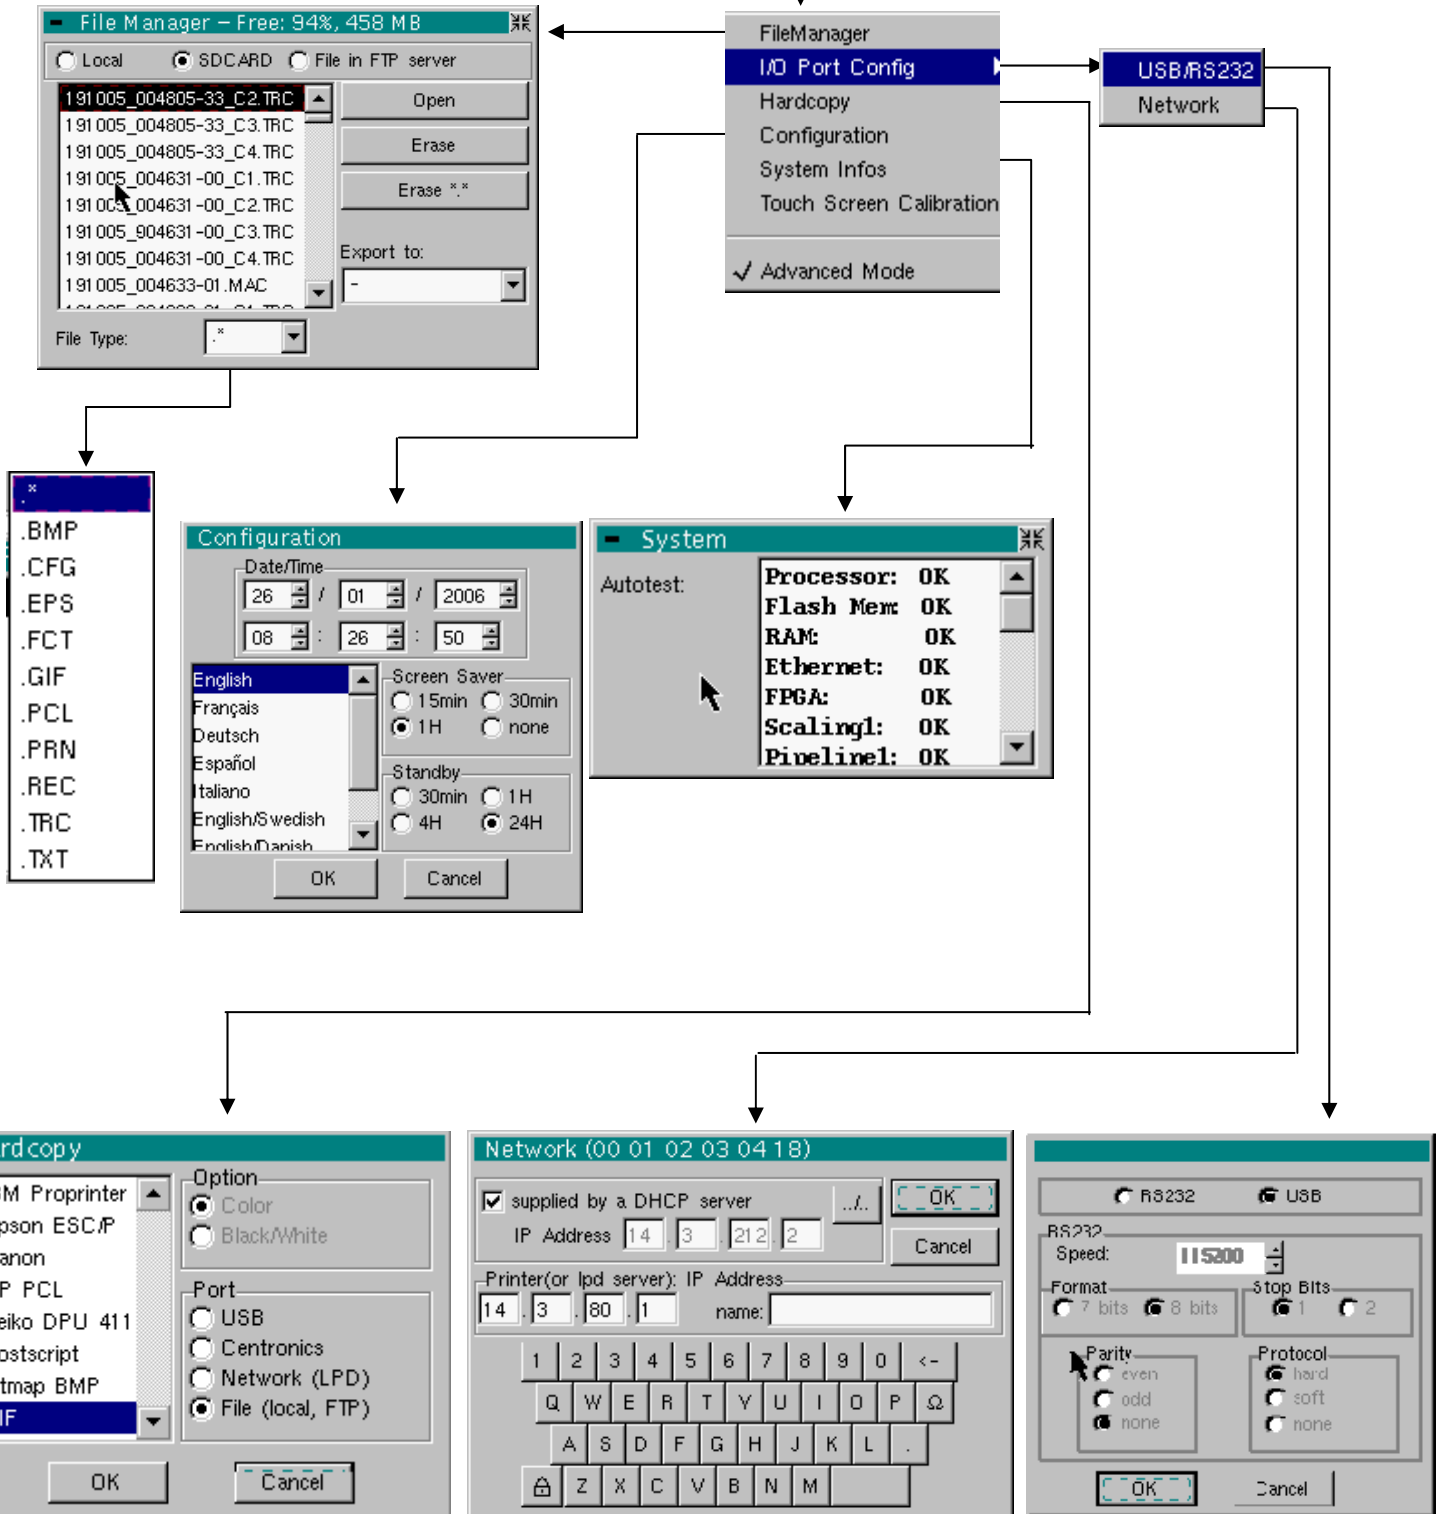 File Manager – Free: 94%, 458 MB
Local SDCARD File in FTP server
191005_004805-33_C2.TRC
191005_004805-33_C3.TRC
191005_004805-33_C4.TRC
191005_004631-00_C1.TRC
191005_004631-00_C2.TRC
191005_904631-00_C3.TRC
191005_004631-00_C4.TRC
191005_004633-01.MAC
Open
Erase
Erase *.*
Export to:
-
File Type: .*
FileManager
I/O Port Config
Hardcopy
Configuration
System Infos
Touch Screen Calibration
✓ Advanced Mode
USB/RS232
Network
.*
.BMP
.CFG
.EPS
.FCT
.GIF
.PCL
.PRN
.REC
.TRC
.TXT
Configuration
Date/Time
26 / 01 / 2006
08 : 26 : 50
English
Français
Deutsch
Español
Italiano
English/Swedish
English/Danish
Screen Saver
15min 30min
1H none
Standby
30min 1H
4H 24H
OK Cancel
System
Autotest:
Processor: OK
Flash Mem: OK
RAM: OK
Ethernet: OK
FPGA: OK
Scaling1: OK
Pipeline1: OK
rdcopy
M Proprinter
pson ESC/P
anon
P PCL
eiko DPU 411
ostscript
tmap BMP
IF
Option
Color
Black/White
Port
USB
Centronics
Network (LPD)
File (local, FTP)
OK Cancel
Network (00 01 02 03 04 18)
supplied by a DHCP server ../..
IP Address 14 . 3 . 212 . 2
OK
Cancel
Printer(or lpd server): IP Address
14 . 3 . 80 . 1 name:
1 2 3 4 5 6 7 8 9 0 <-
Q W E R T Y U I O P Ω
A S D F G H J K L .
Z X C V B N M
RS232 USB
RS232
Speed: 115200
Format
7 bits 8 bits
Stop Bits
1 2
Parity
even
odd
none
Protocol
hard
soft
none
OK Cancel